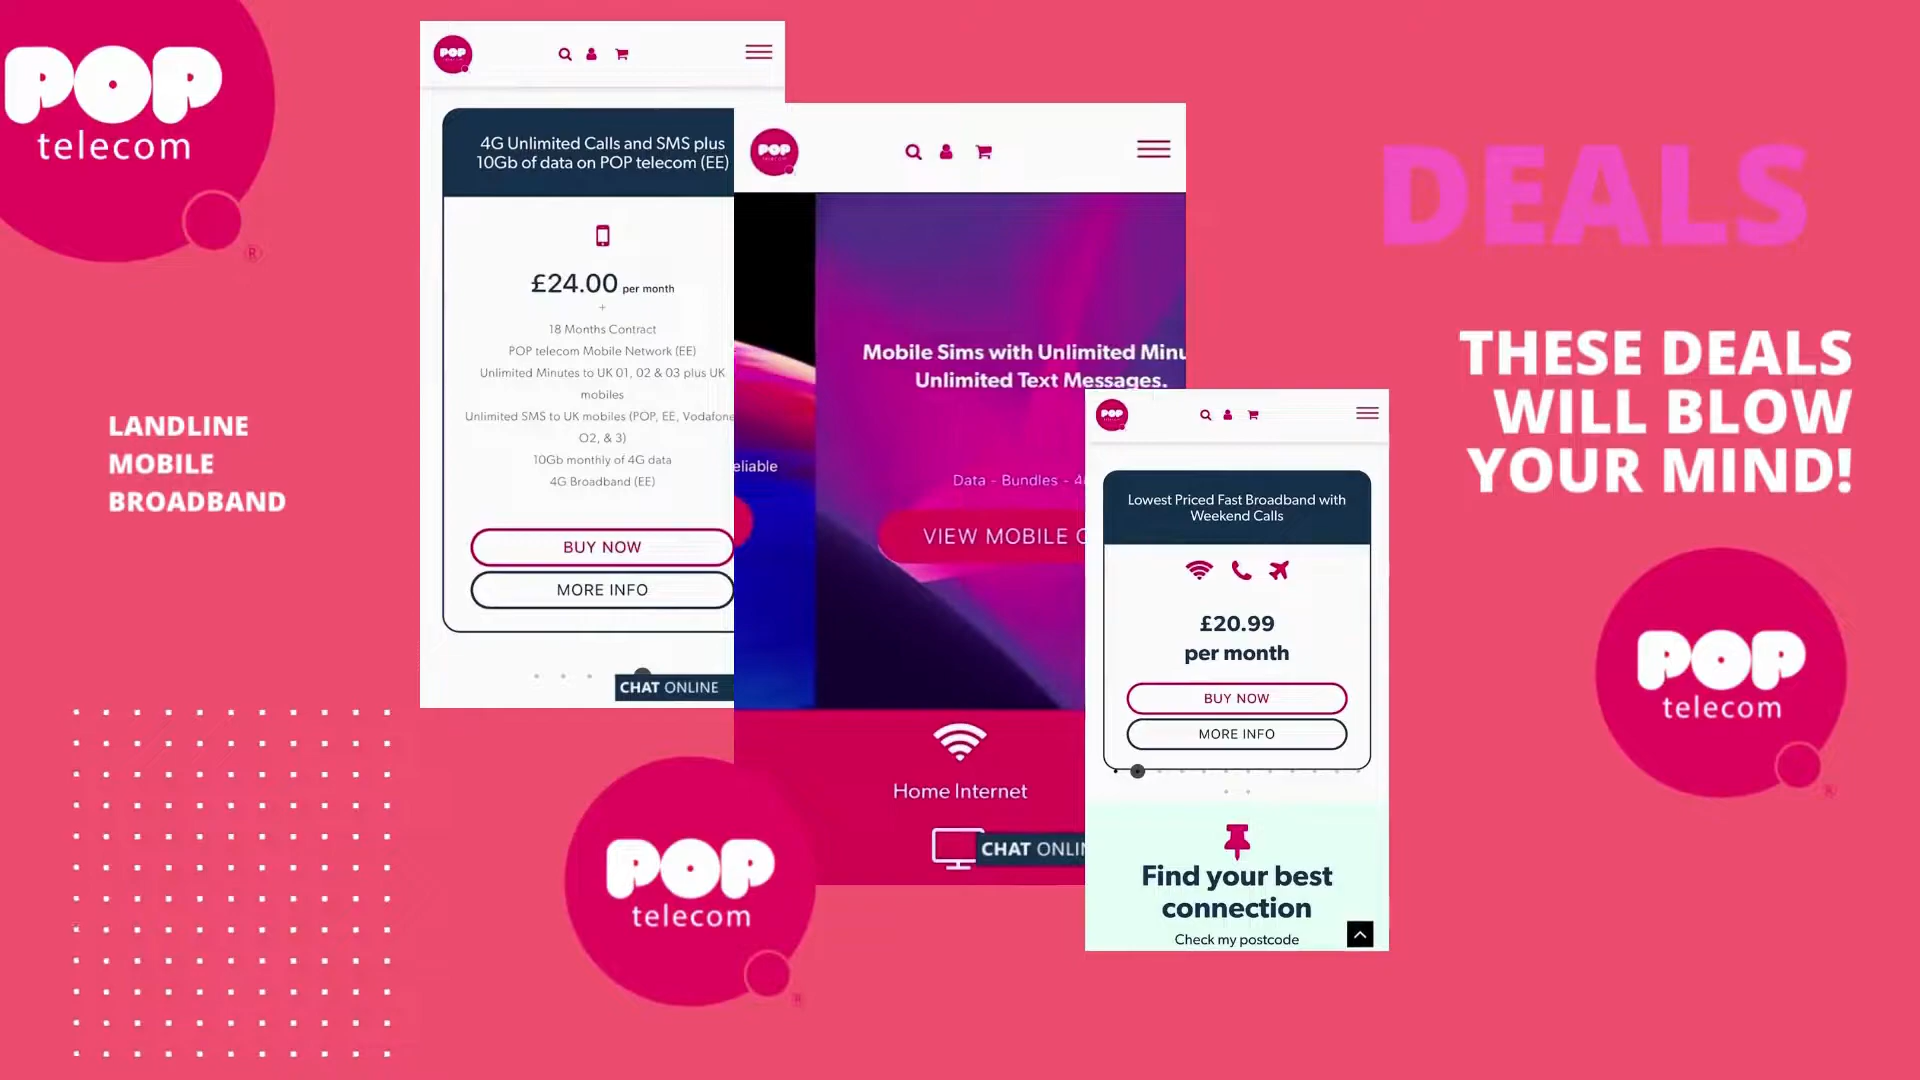 POP
telecom
®
LANDLINE
MOBILE
BROADBAND
POP
4G Unlimited Calls and SMS plus
10Gb of data on POP telecom (EE)
£24.00 per month
+
18 Months Contract
POP telecom Mobile Network (EE)
Unlimited Minutes to UK 01, 02 & 03 plus UK
mobiles
Unlimited SMS to UK mobiles (POP, EE, Vodafone
O2, & 3)
10Gb monthly of 4G data
4G Broadband (EE)
BUY NOW
MORE INFO
CHAT ONLINE
POP
telecom
Mobile Sims with Unlimited Minu
Unlimited Text Messages.
eliable
Data - Bundles - 4
VIEW MOBILE
Home Internet
CHAT ONLI
POP
Lowest Priced Fast Broadband with
Weekend Calls
£20.99
per month
BUY NOW
MORE INFO
Find your best
connection
Check my postcode
POP
telecom
®
DEALS
THESE DEALS
WILL BLOW
YOUR MIND!
POP
telecom
®